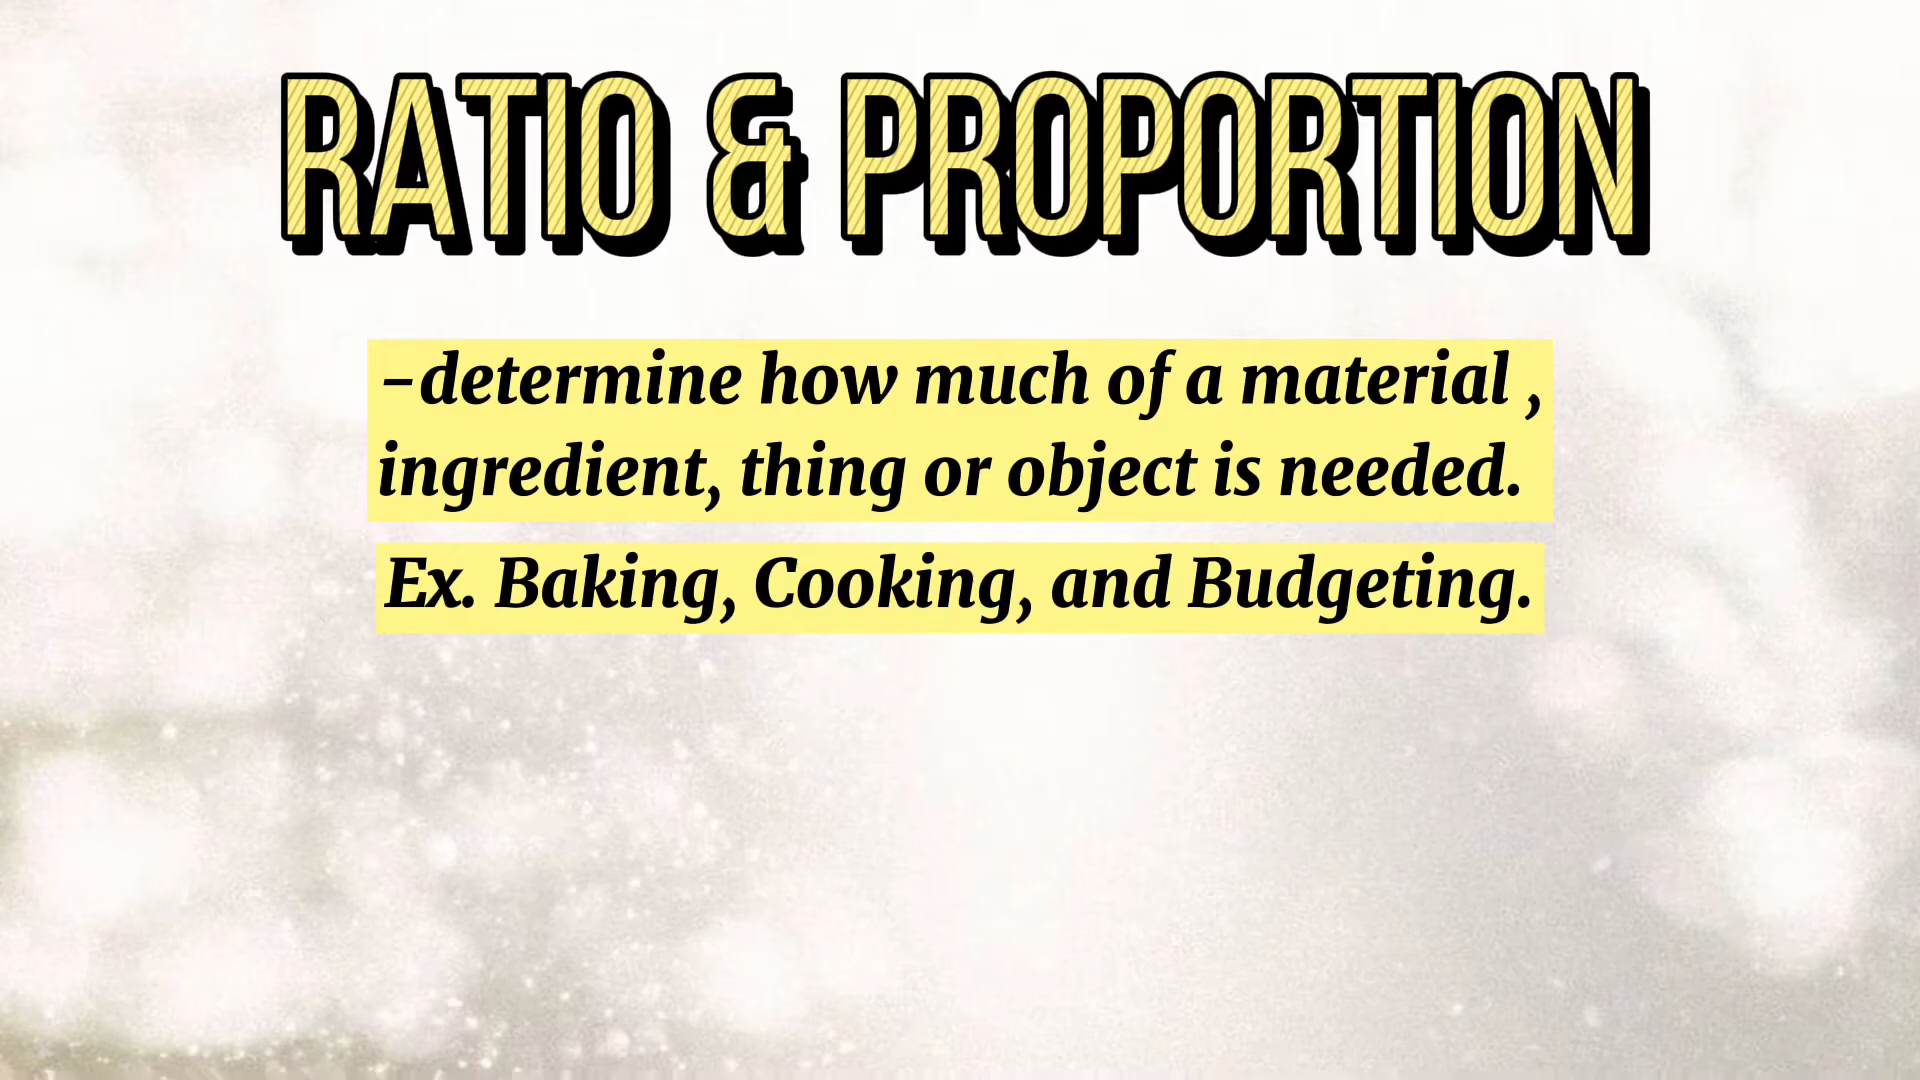 RATIO & PROPORTION
-determine how much of a material ,
ingredient, thing or object is needed.
Ex. Baking, Cooking, and Budgeting.